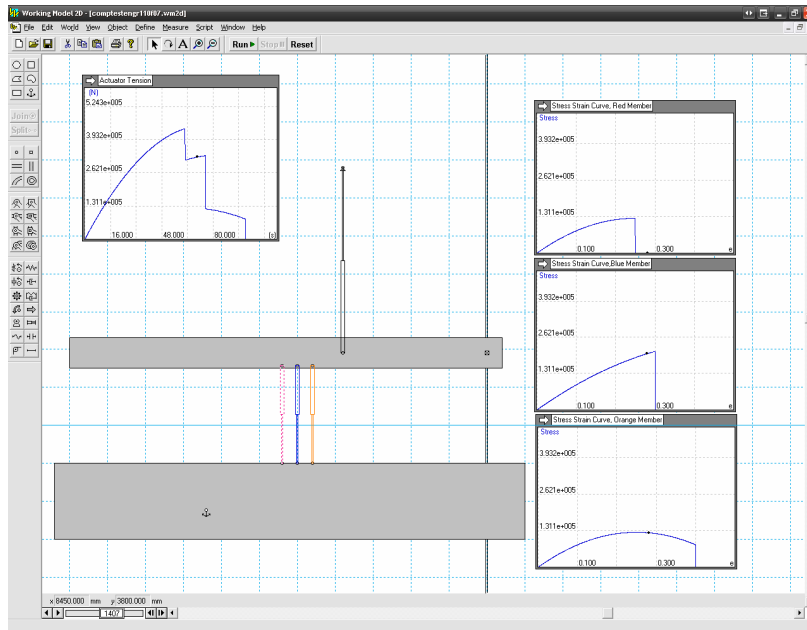 Working Model 2D - [comptestengr110f07.wm2d]
File Edit World View Object Define Measure Script Window Help
Run Stop Reset
Join
Split
Actuator Tension
(N)
5.243e+005
3.932e+005
2.621e+005
1.311e+005
16.000 48.000 80.000 (s)
Stress Strain Curve, Red Member
Stress
3.932e+005
2.621e+005
1.311e+005
0.100 0.300 e
Stress Strain Curve,Blue Member
Stress
3.932e+005
2.621e+005
1.311e+005
0.100 0.300 e
Stress Strain Curve, Orange Member
Stress
3.932e+005
2.621e+005
1.311e+005
0.100 0.300 e
x 8450.000 mm y 3800.000 mm
1407